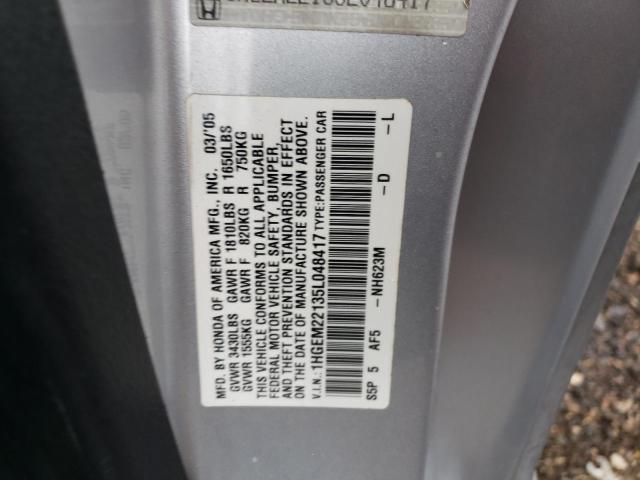 MFD. BY HONDA OF AMERICA MFG., INC. 03/'05
GVWR 3430LBS GAWR F 1810LBS R 1650LBS
GVWR 1555KG GAWR F 820KG R 750KG
THIS VEHICLE CONFORMS TO ALL APPLICABLE
FEDERAL MOTOR VEHICLE SAFETY, BUMPER,
AND THEFT PREVENTION STANDARDS IN EFFECT
ON THE DATE OF MANUFACTURE SHOWN ABOVE.
V.I.N.: 1HGEM22135L048417 TYPE: PASSENGER CAR
S5P 5 AF5 -NH623M -D -L